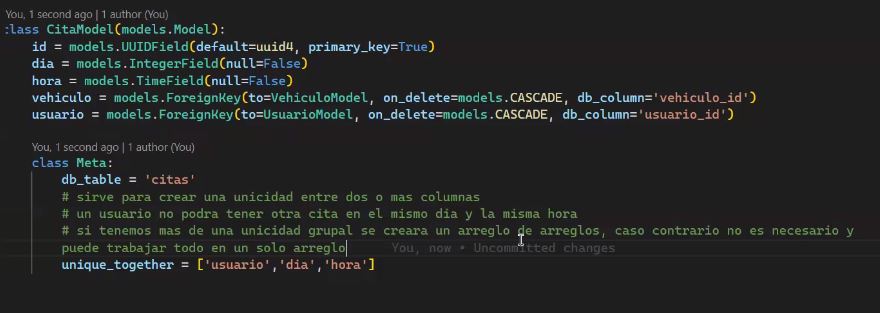 You, 1 second ago | 1 author (You)
class CitaModel(models.Model):
id = models.UUIDField(default=uuid4, primary_key=True)
dia = models.IntegerField(null=False)
hora = models.TimeField(null=False)
vehiculo = models.ForeignKey(to=VehiculoModel, on_delete=models.CASCADE, db_column='vehiculo_id')
usuario = models.ForeignKey(to=UsuarioModel, on_delete=models.CASCADE, db_column='usuario_id')
You, 1 second ago | 1 author (You)
class Meta:
db_table = 'citas'
# sirve para crear una unicidad entre dos o mas columnas
# un usuario no podra tener otra cita en el mismo dia y la misma hora
# si tenemos mas de una unicidad grupal se creara un arreglo de arreglos, caso contrario no es necesario y
puede trabajar todo en un solo arreglo You, now • Uncommitted changes
unique_together = ['usuario','dia','hora']